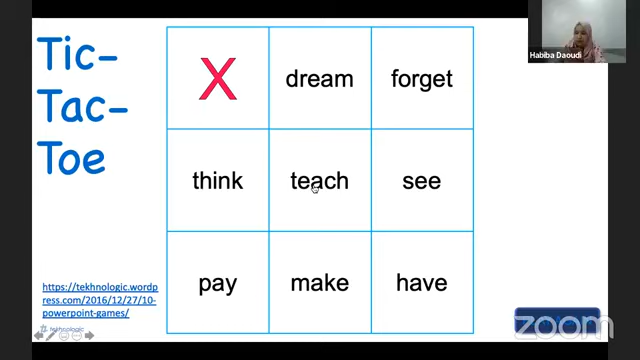 Tic-
Tac-
Toe
X
dream
forget
think
teach
see
pay
make
have
https://tekhnologic.wordp
ress.com/2016/12/27/10-
powerpoint-games/
tekhnologic
Habiba Daoudi
zoom